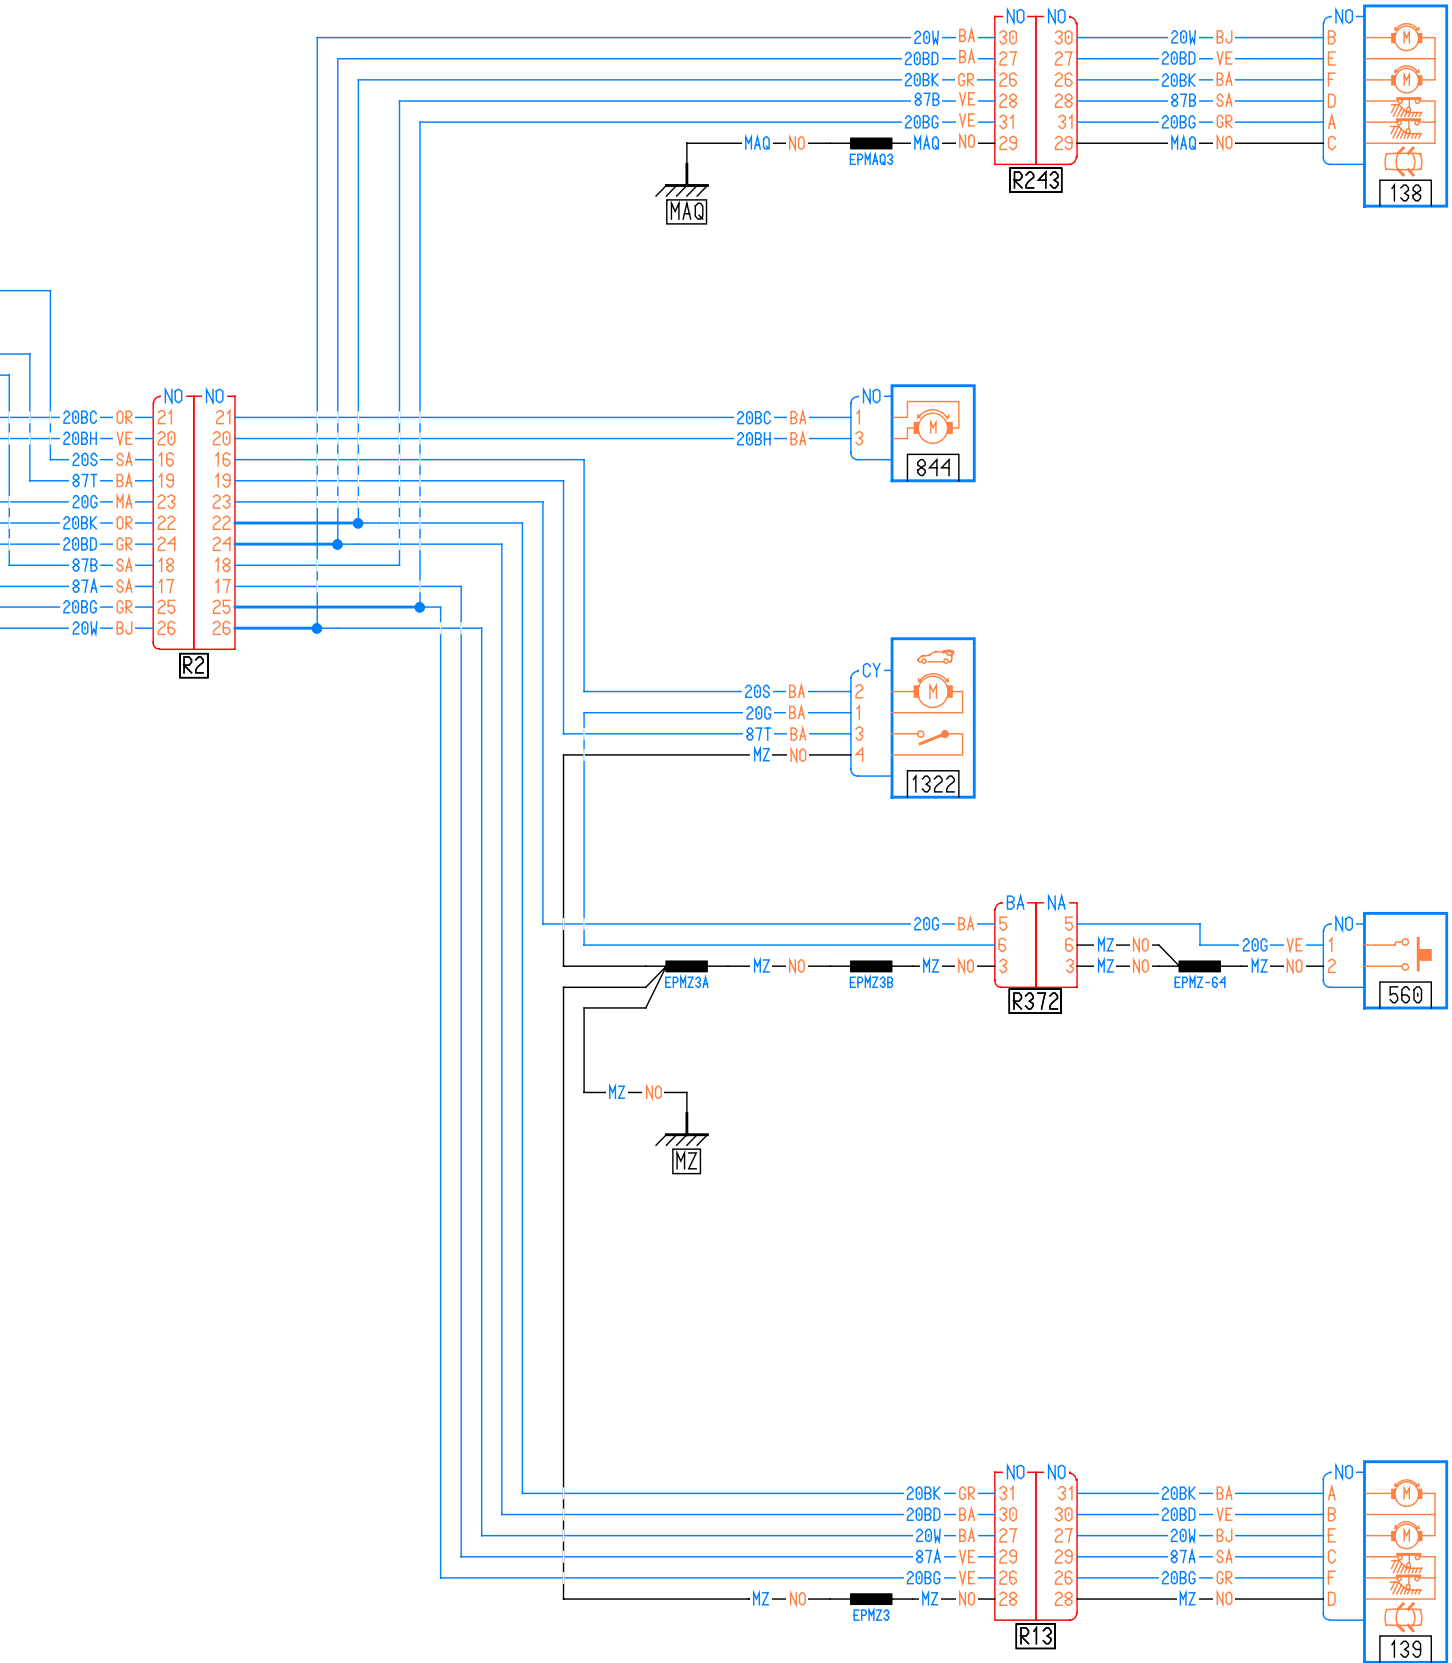 NO NO NO
20W BA 30 30 20W BJ B M
20BD BA 27 27 20BD VE E
20BK GR 26 26 20BK BA F M
87B VE 28 28 87B SA D
20BG VE 31 31 20BG GR A
MAQ NO MAQ NO 29 29 MAQ NO C
EPMAQ3
R243 138
MAQ
NO NO NO
20BC OR 21 21 20BC BA 1 M
20BH VE 20 20 20BH BA 3
20S SA 16 16 844
87T BA 19 19
20G MA 23 23
20BK OR 22 22
20BD GR 24 24
87B SA 18 18
87A SA 17 17
20BG GR 25 25
20W BJ 26 26
R2
CY
20S BA 2 M
20G BA 1
87T BA 3
MZ NO 4
1322
BA NA NO
20G BA 5 5
6 6 MZ NO 20G VE 1
MZ NO MZ NO 3 3 MZ NO MZ NO 2
EPMZ3A EPMZ3B EPMZ-64
R372 560
MZ NO
MZ
NO NO NO
20BK GR 31 31 20BK BA A M
20BD BA 30 30 20BD VE B
20W BA 27 27 20W BJ E M
87A VE 29 29 87A SA C
20BG VE 26 26 20BG GR F
MZ NO MZ NO 28 28 MZ NO D
EPMZ3
R13 139